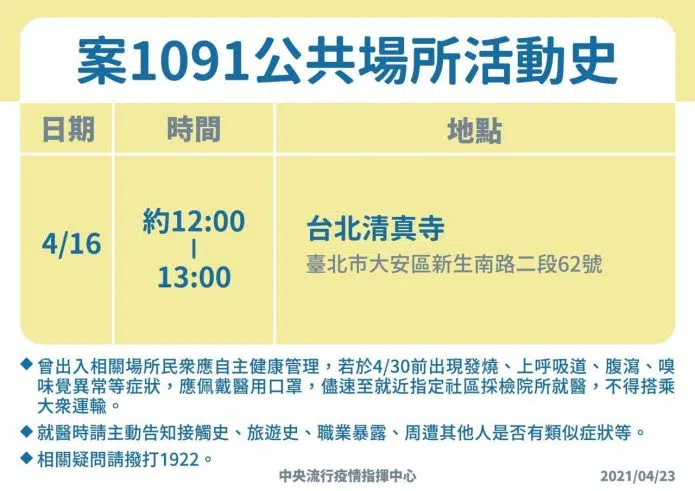 案1091公共場所活動史
日期 時間 地點
4/16
約12:00
|
13:00
台北清真寺
臺北市大安區新生南路二段62號
◆曾出入相關場所民眾應自主健康管理，若於4/30前出現發燒、上呼吸道、腹瀉、嗅
味覺異常等症狀，應佩戴醫用口罩，儘速至就近指定社區採檢院所就醫，不得搭乘
大眾運輸。
◆就醫時請主動告知接觸史、旅遊史、職業暴露、周遭其他人是否有類似症狀等。
◆相關疑問請撥打1922。
中央流行疫情指揮中心 2021/04/23